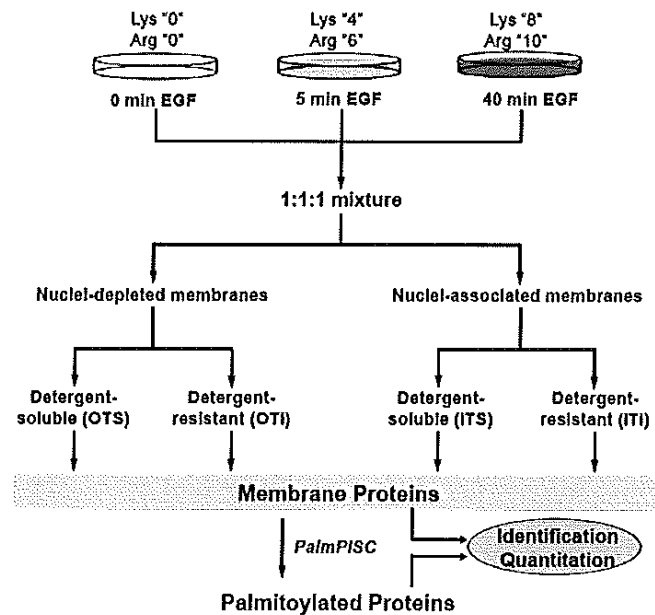 Lys "0" Lys "4" Lys "8"
Arg "0" Arg "6" Arg "10"
0 min EGF 5 min EGF 40 min EGF
1:1:1 mixture
Nuclei-depleted membranes Nuclei-associated membranes
Detergent- Detergent- Detergent- Detergent-
soluble (OTS) resistant (OTI) soluble (ITS) resistant (ITI)
Membrane Proteins
PalmPISC
Identification
Quantitation
Palmitoylated Proteins